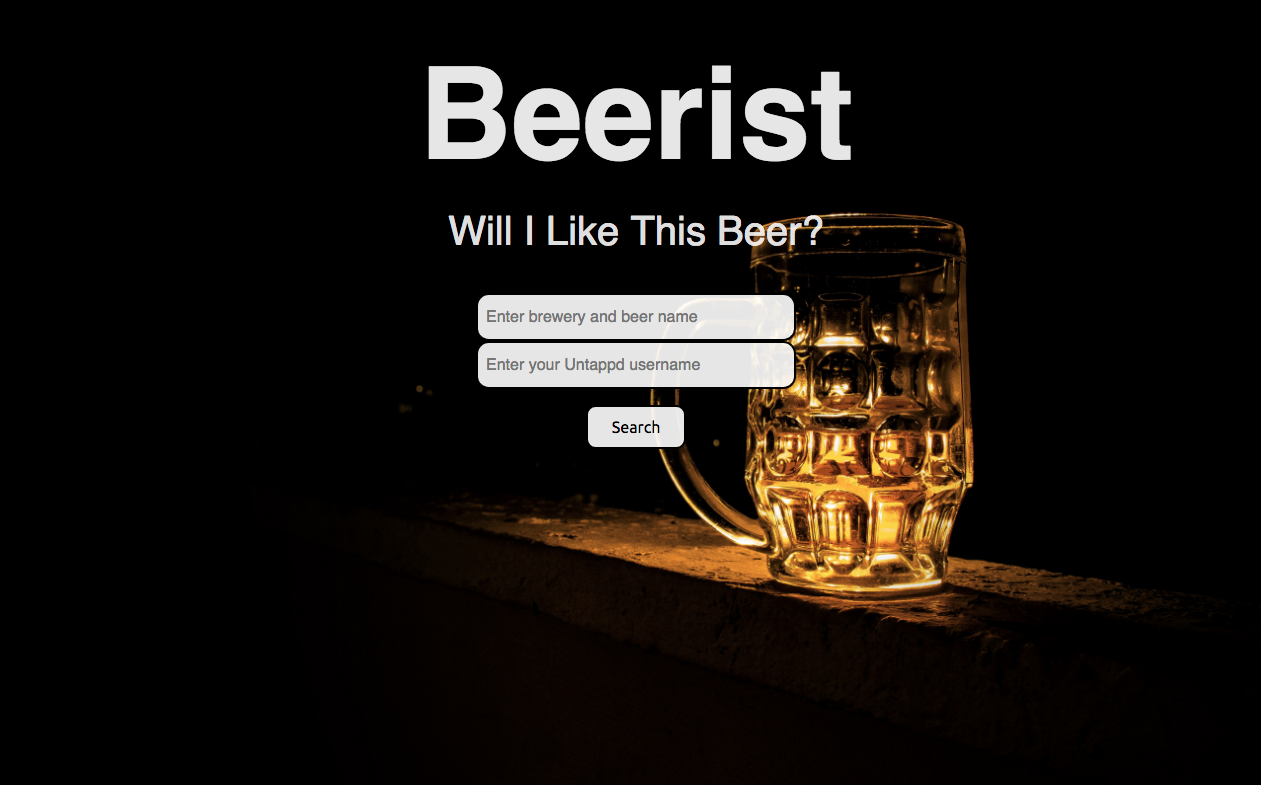 Beerist
Will I Like This Beer?
Enter brewery and beer name
Enter your Untappd username
Search